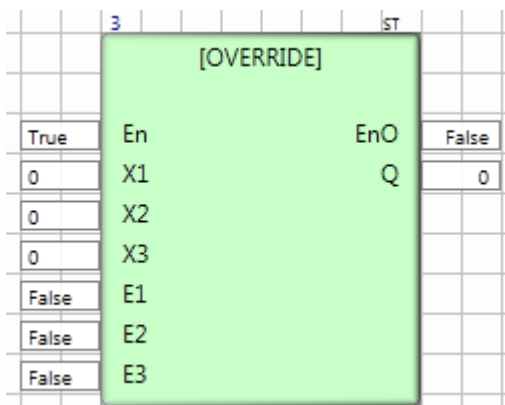 3 ST
[OVERRIDE]
True En EnO False
0 X1 Q 0
0 X2
0 X3
False E1
False E2
False E3